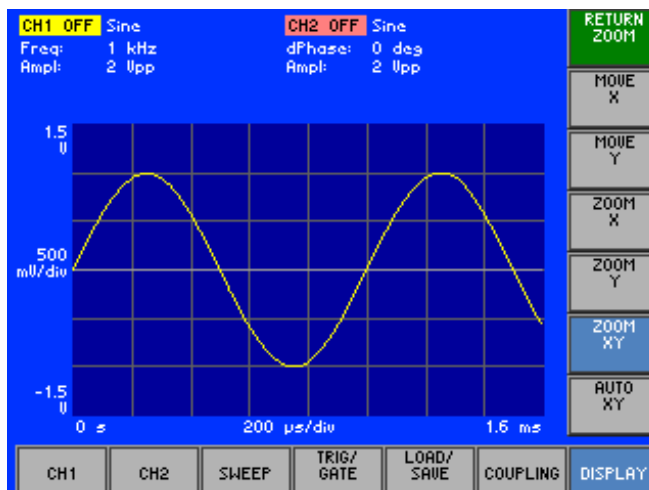 CH1 OFF Sine
Freq: 1 kHz
Ampl: 2 Vpp
CH2 OFF Sine
dPhase: 0 deg
Ampl: 2 Vpp
RETURN
ZOOM
MOVE
X
MOVE
Y
ZOOM
X
ZOOM
Y
ZOOM
XY
AUTO
XY
1.5
V
500
mV/div
-1.5
V
0 s
200 µs/div
1.6 ms
CH1
CH2
SWEEP
TRIG/
GATE
LOAD/
SAVE
COUPLING
DISPLAY